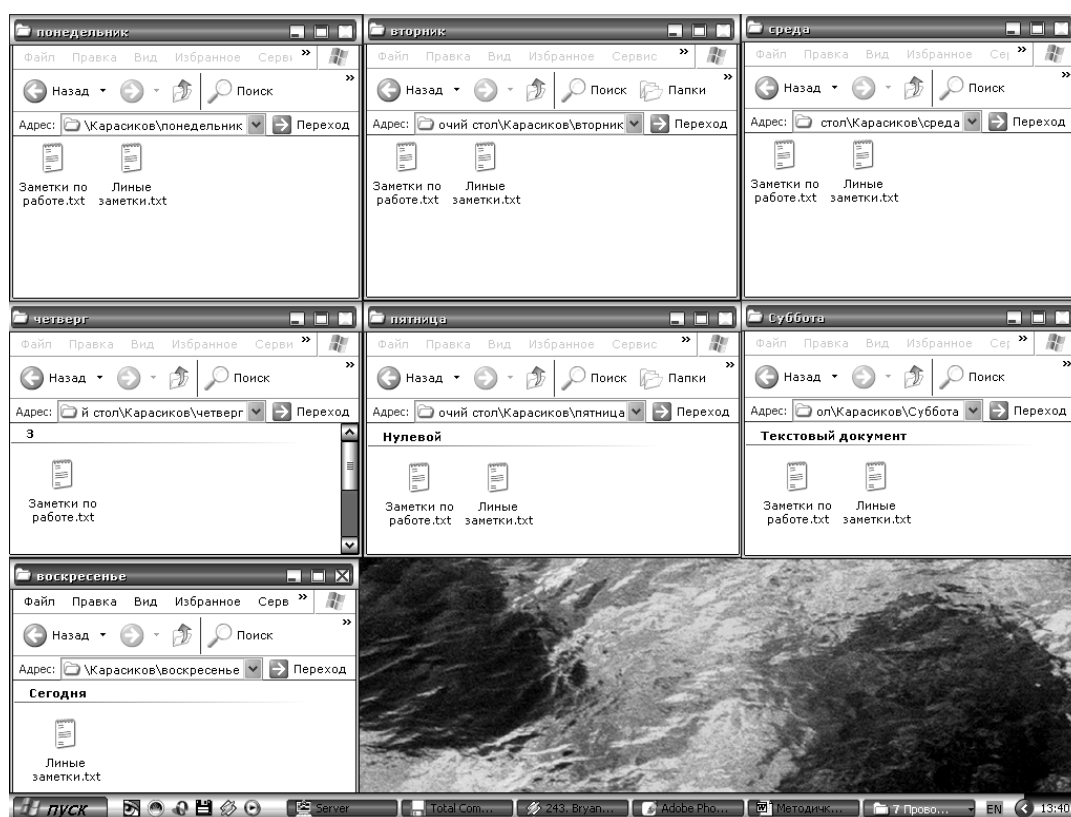 понедельник
Файл Правка Вид Избранное Серви »
Назад Поиск »
Адрес: \Карасиков\понедельник Переход
Заметки по работе.txt
Линые заметки.txt
вторник
Файл Правка Вид Избранное Сервис »
Назад Поиск Папки »
Адрес: очий стол\Карасиков\вторник Переход
Заметки по работе.txt
Линые заметки.txt
среда
Файл Правка Вид Избранное Се »
Назад Поиск »
Адрес: стол\Карасиков\среда Переход
Заметки по работе.txt
Линые заметки.txt
четверг
Файл Правка Вид Избранное Серви »
Назад Поиск »
Адрес: й стол\Карасиков\четверг Переход
З
Заметки по работе.txt
пятница
Файл Правка Вид Избранное Сервис »
Назад Поиск Папки »
Адрес: очий стол\Карасиков\пятница Переход
Нулевой
Заметки по работе.txt
Линые заметки.txt
Суббота
Файл Правка Вид Избранное Се »
Назад Поиск »
Адрес: ол\Карасиков\Суббота Переход
Текстовый документ
Заметки по работе.txt
Линые заметки.txt
воскресенье
Файл Правка Вид Избранное Серв »
Назад Поиск »
Адрес: \Карасиков\воскресенье Переход
Сегодня
Линые заметки.txt
пуск Server Total Com... 243. Bryan... Adobe Pho... Методичк... 7 Прово... EN 13:40